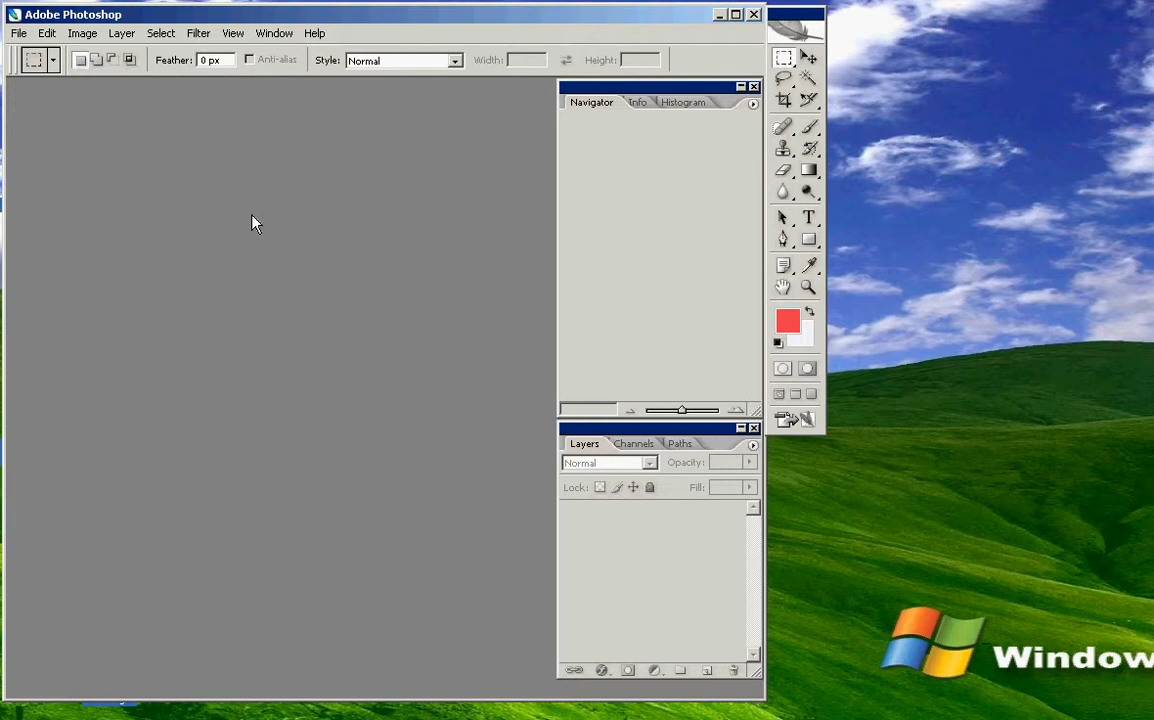 Adobe Photoshop
File Edit Image Layer Select Filter View Window Help
Feather: 0 px Anti-alias Style: Normal Width: Height:
Navigator Info Histogram
T
Layers Channels Paths
Normal Opacity:
Lock: Fill:
Window